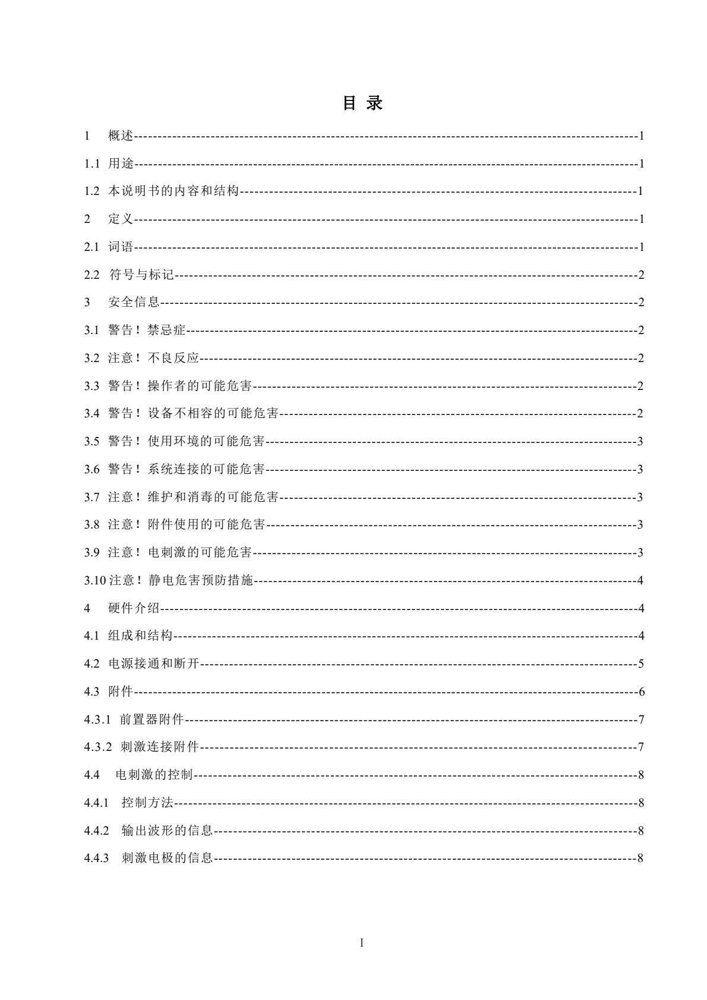 目 录
1 概述----------------------------------------------------------------------------------------------------------1
1.1 用途----------------------------------------------------------------------------------------------------------1
1.2 本说明书的内容和结构------------------------------------------------------------------------------------1
2 定义----------------------------------------------------------------------------------------------------------1
2.1 词语----------------------------------------------------------------------------------------------------------1
2.2 符号与标记--------------------------------------------------------------------------------------------------2
3 安全信息----------------------------------------------------------------------------------------------------2
3.1 警告！禁忌症-----------------------------------------------------------------------------------------------2
3.2 注意！不良反应--------------------------------------------------------------------------------------------2
3.3 警告！操作者的可能危害---------------------------------------------------------------------------------2
3.4 警告！设备不相容的可能危害---------------------------------------------------------------------------2
3.5 警告！使用环境的可能危害------------------------------------------------------------------------------3
3.6 警告！系统连接的可能危害------------------------------------------------------------------------------3
3.7 注意！维护和消毒的可能危害---------------------------------------------------------------------------3
3.8 注意！附件使用的可能危害------------------------------------------------------------------------------3
3.9 注意！电刺激的可能危害---------------------------------------------------------------------------------3
3.10 注意！静电危害预防措施---------------------------------------------------------------------------------4
4 硬件介绍----------------------------------------------------------------------------------------------------4
4.1 组成和结构--------------------------------------------------------------------------------------------------4
4.2 电源接通和断开--------------------------------------------------------------------------------------------5
4.3 附件----------------------------------------------------------------------------------------------------------6
4.3.1 前置器附件-----------------------------------------------------------------------------------------------7
4.3.2 刺激连接附件--------------------------------------------------------------------------------------------7
4.4 电刺激的控制----------------------------------------------------------------------------------------------8
4.4.1 控制方法--------------------------------------------------------------------------------------------------8
4.4.2 输出波形的信息-----------------------------------------------------------------------------------------8
4.4.3 刺激电极的信息-----------------------------------------------------------------------------------------8
I